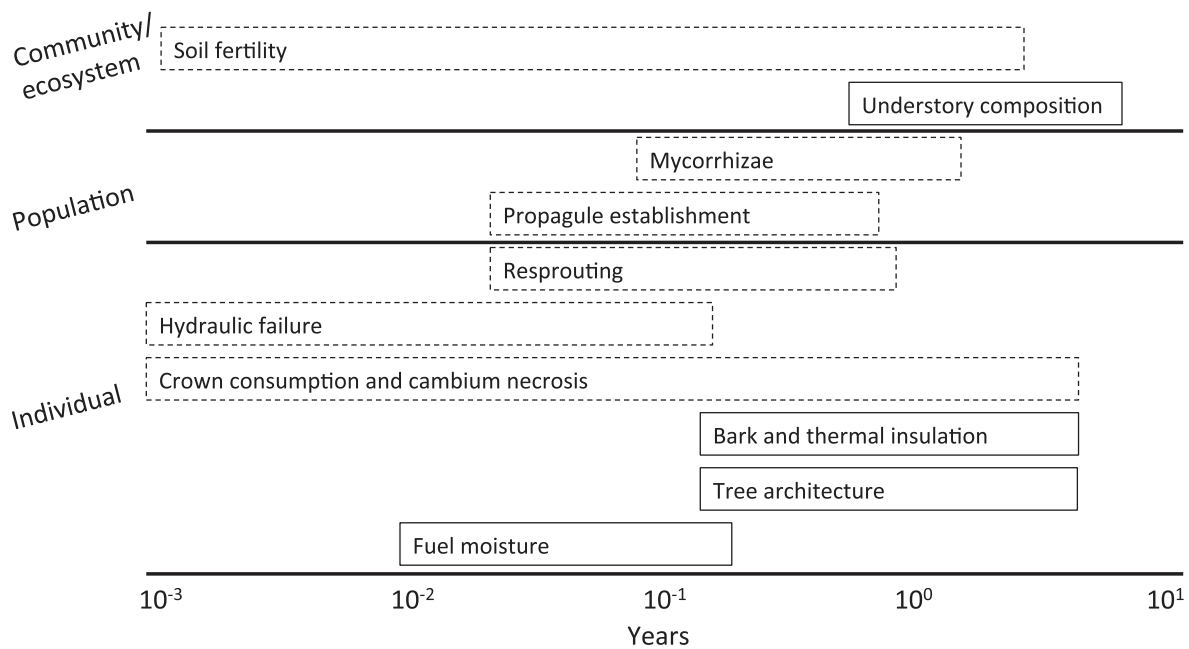 Community/
ecosystem
Soil fertility
Understory composition
Population
Mycorrhizae
Propagule establishment
Individual
Resprouting
Hydraulic failure
Crown consumption and cambium necrosis
Bark and thermal insulation
Tree architecture
Fuel moisture
10⁻³ 10⁻² 10⁻¹ 10⁰ 10¹
Years